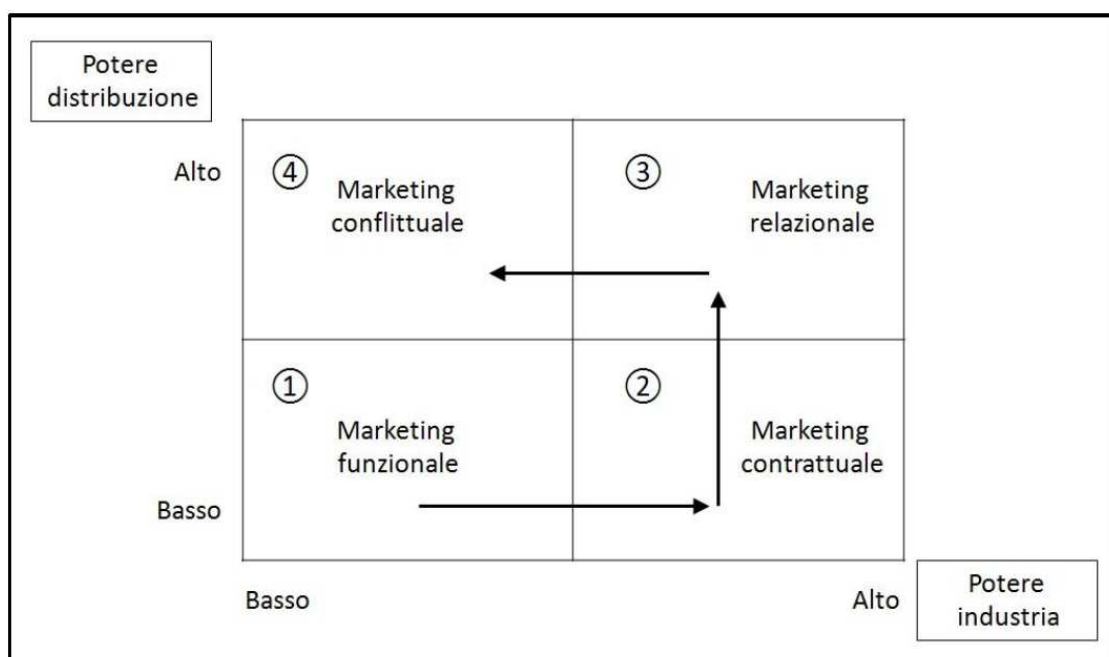 Potere
distribuzione
Alto
④
Marketing
conflittuale
③
Marketing
relazionale
①
Marketing
funzionale
②
Marketing
contrattuale
Basso
Basso
Alto
Potere
industria